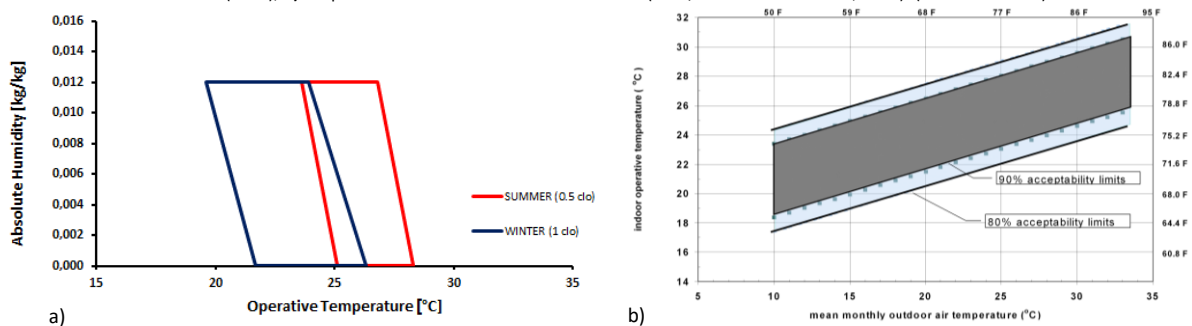 0,016
0,014
0,012
0,010
0,008
0,006
0,004
0,002
0,000
Absolute Humidity [kg/kg]
15 20 25 30 35
Operative Temperature [°C]
SUMMER (0.5 clo)
WINTER (1 clo)
a)
50 F 59 F 68 F 77 F 86 F 95 F
32
30
28
26
24
22
20
18
16
14
indoor operative temperature ( °C)
86.0 F
82.4 F
78.8 F
75.2 F
71.6 F
68.0 F
64.4 F
60.8 F
90% acceptability limits
80% acceptability limits
5 10 15 20 25 30 35
mean monthly outdoor air temperature (°C)
b)